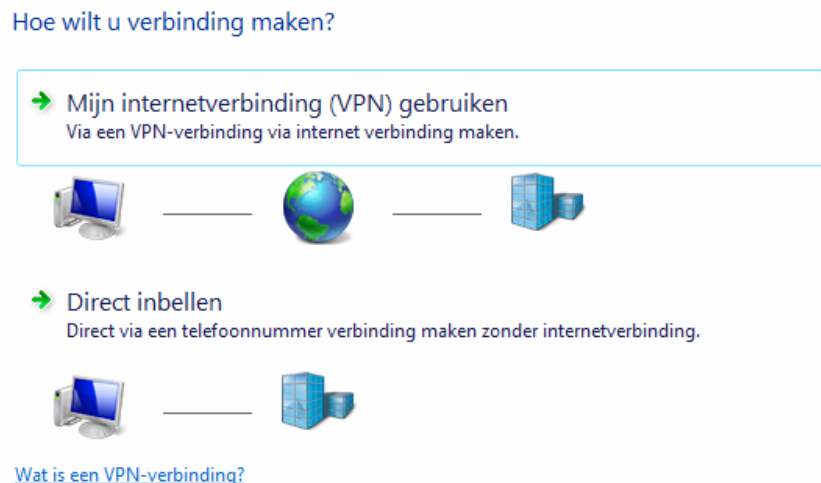 Hoe wilt u verbinding maken?
Mijn internetverbinding (VPN) gebruiken
Via een VPN-verbinding via internet verbinding maken.
Direct inbellen
Direct via een telefoonnummer verbinding maken zonder internetverbinding.
Wat is een VPN-verbinding?